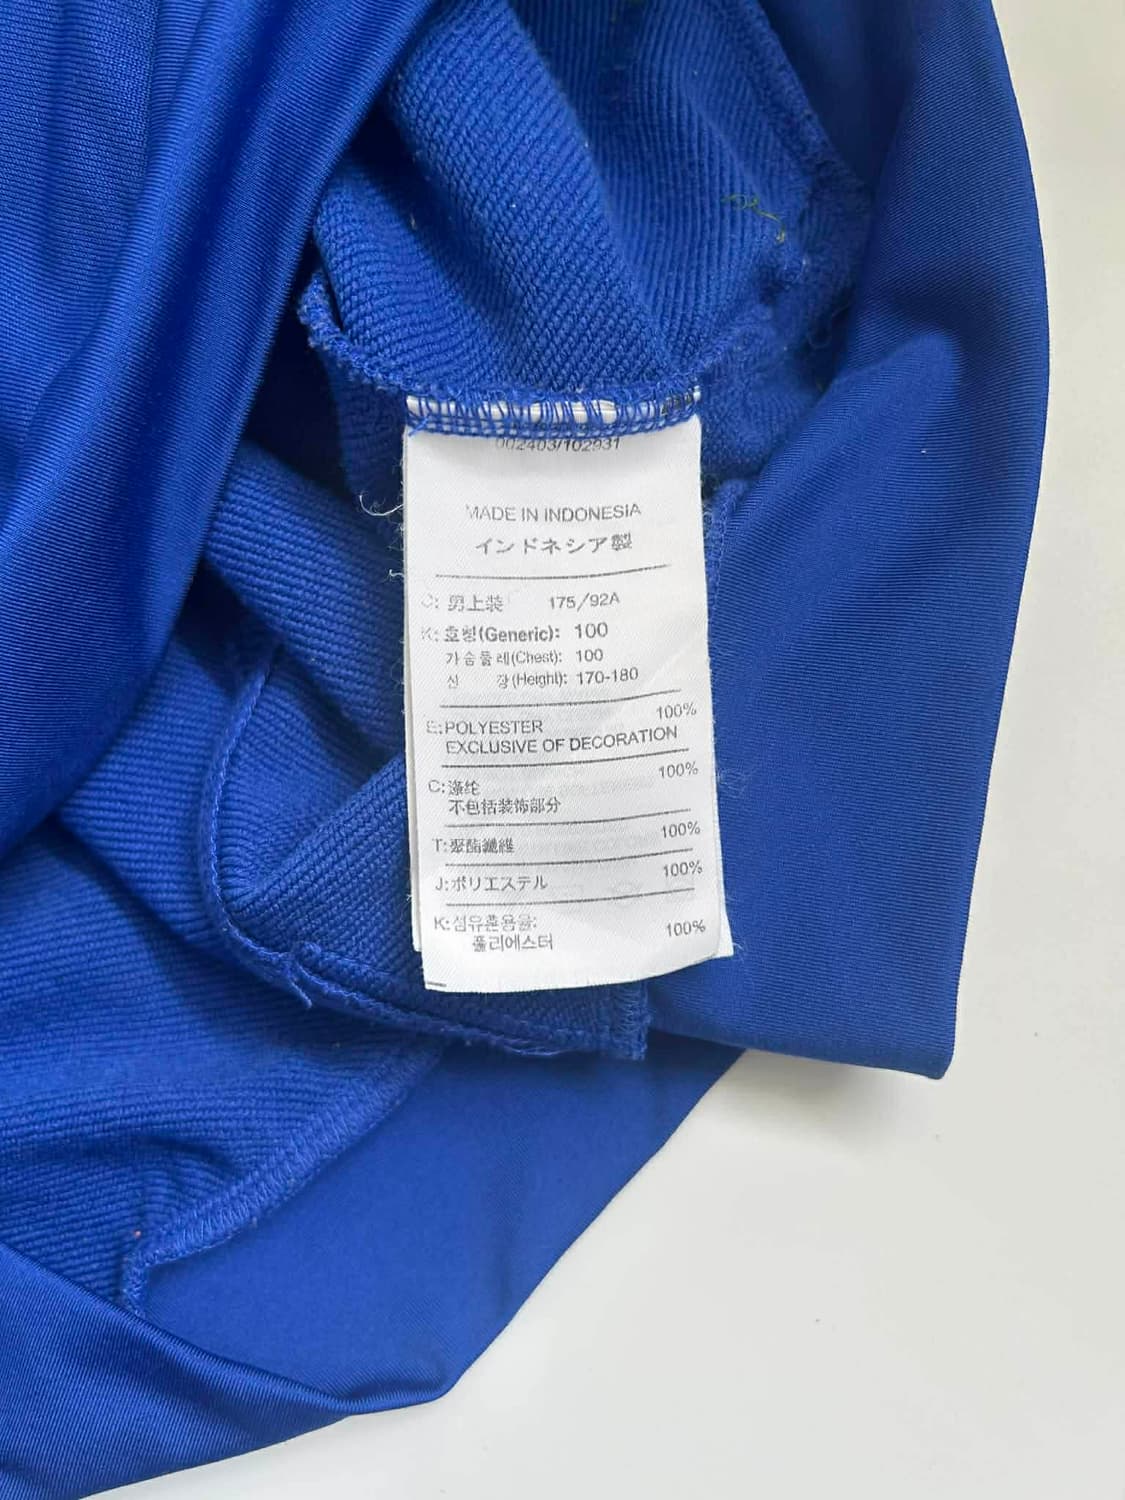 002403/102931
MADE IN INDONESIA
インドネシア製
C: 男上装 175/92A
K: 호형(Generic): 100
가슴둘레(Chest): 100
신 장(Height): 170-180
100%
E:POLYESTER
EXCLUSIVE OF DECORATION
100%
C:涤纶
不包括装饰部分
100%
T:聚酯纖維
100%
J:ポリエステル
K:섬유혼용율:
폴리에스터 100%